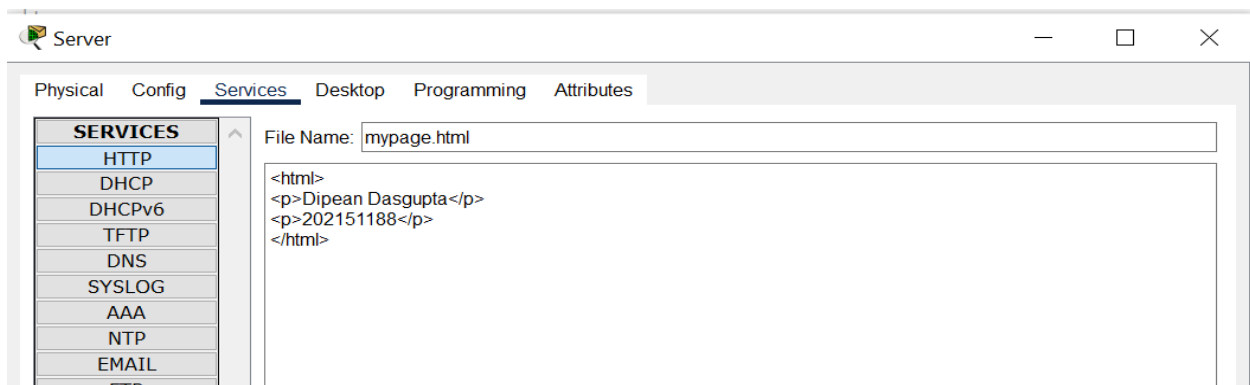 Server
Physical Config Services Desktop Programming Attributes
SERVICES
HTTP
DHCP
DHCPv6
TFTP
DNS
SYSLOG
AAA
NTP
EMAIL
File Name: mypage.html
<html>
<p>Dipean Dasgupta</p>
<p>202151188</p>
</html>